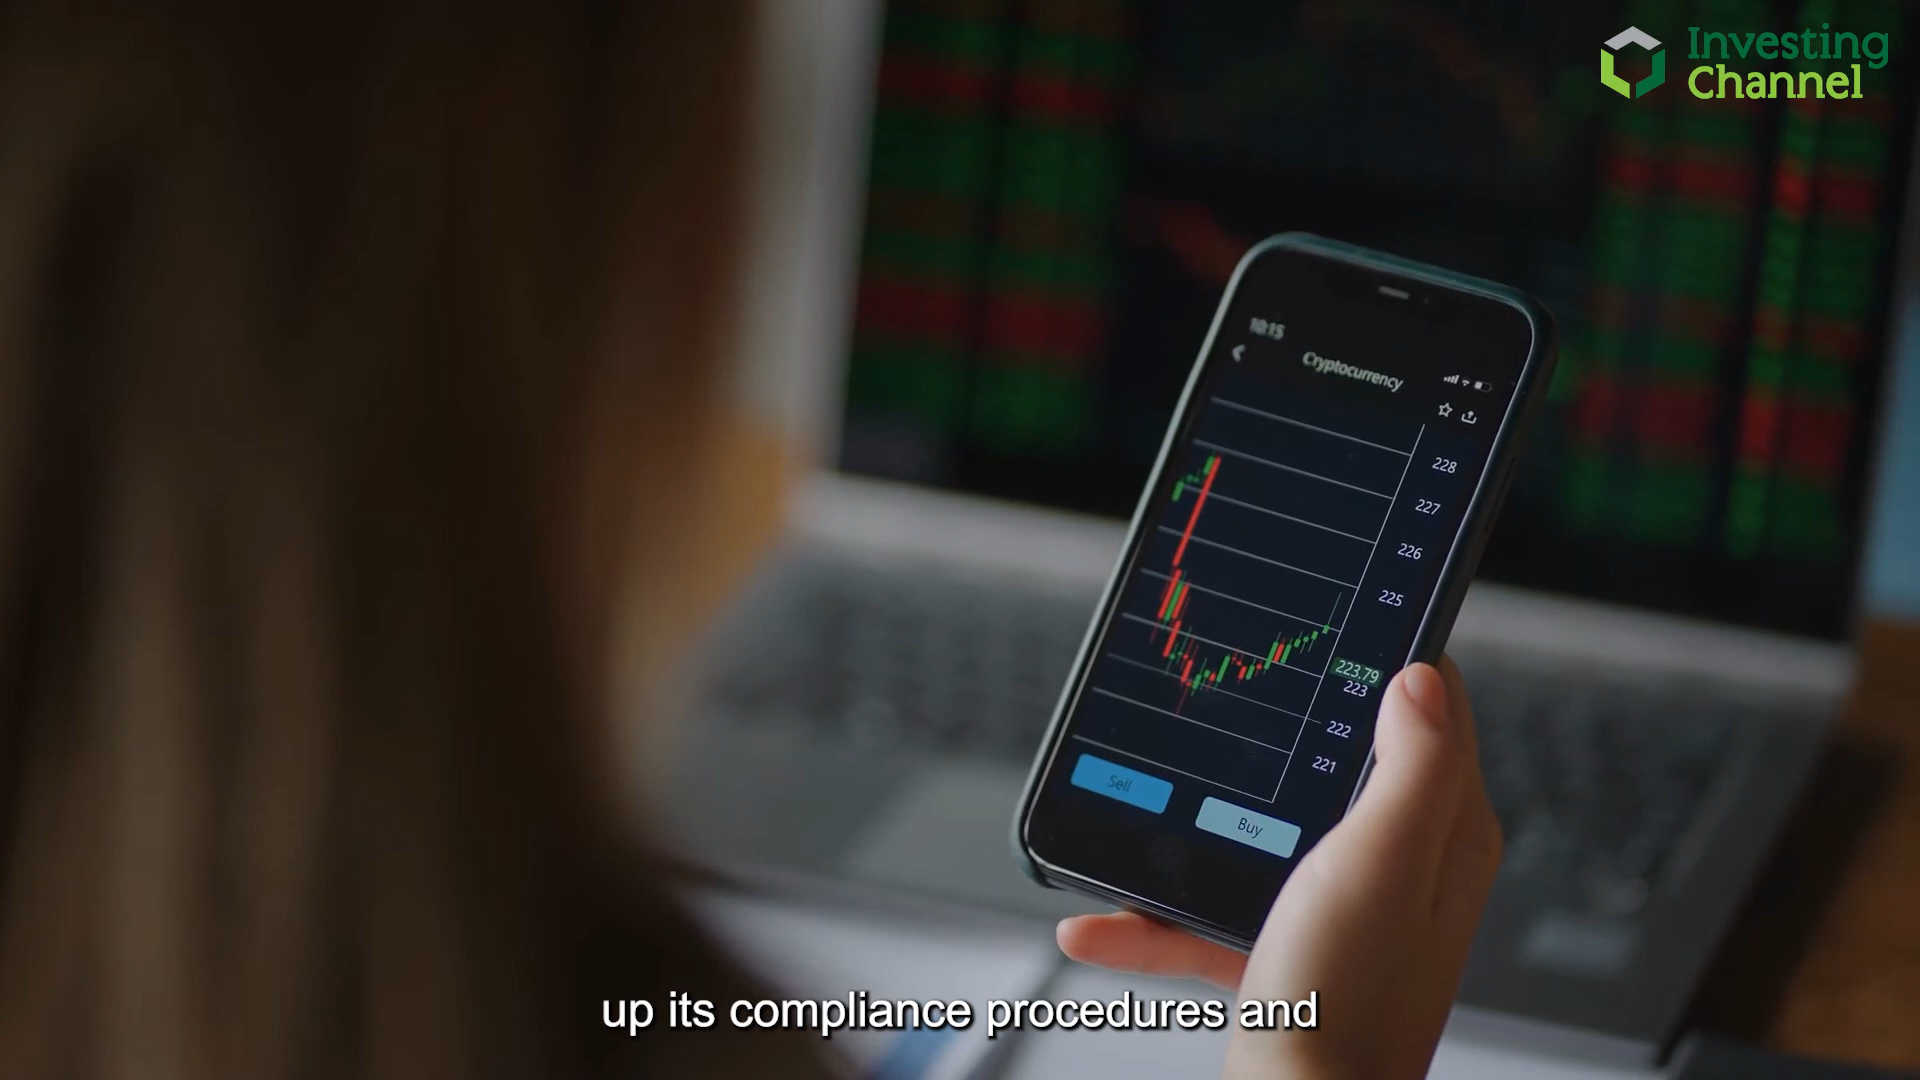 Investing
Channel
10:15
Cryptocurrency
228
227
226
225
223.79
223
222
221
Sell
Buy
up its compliance procedures and